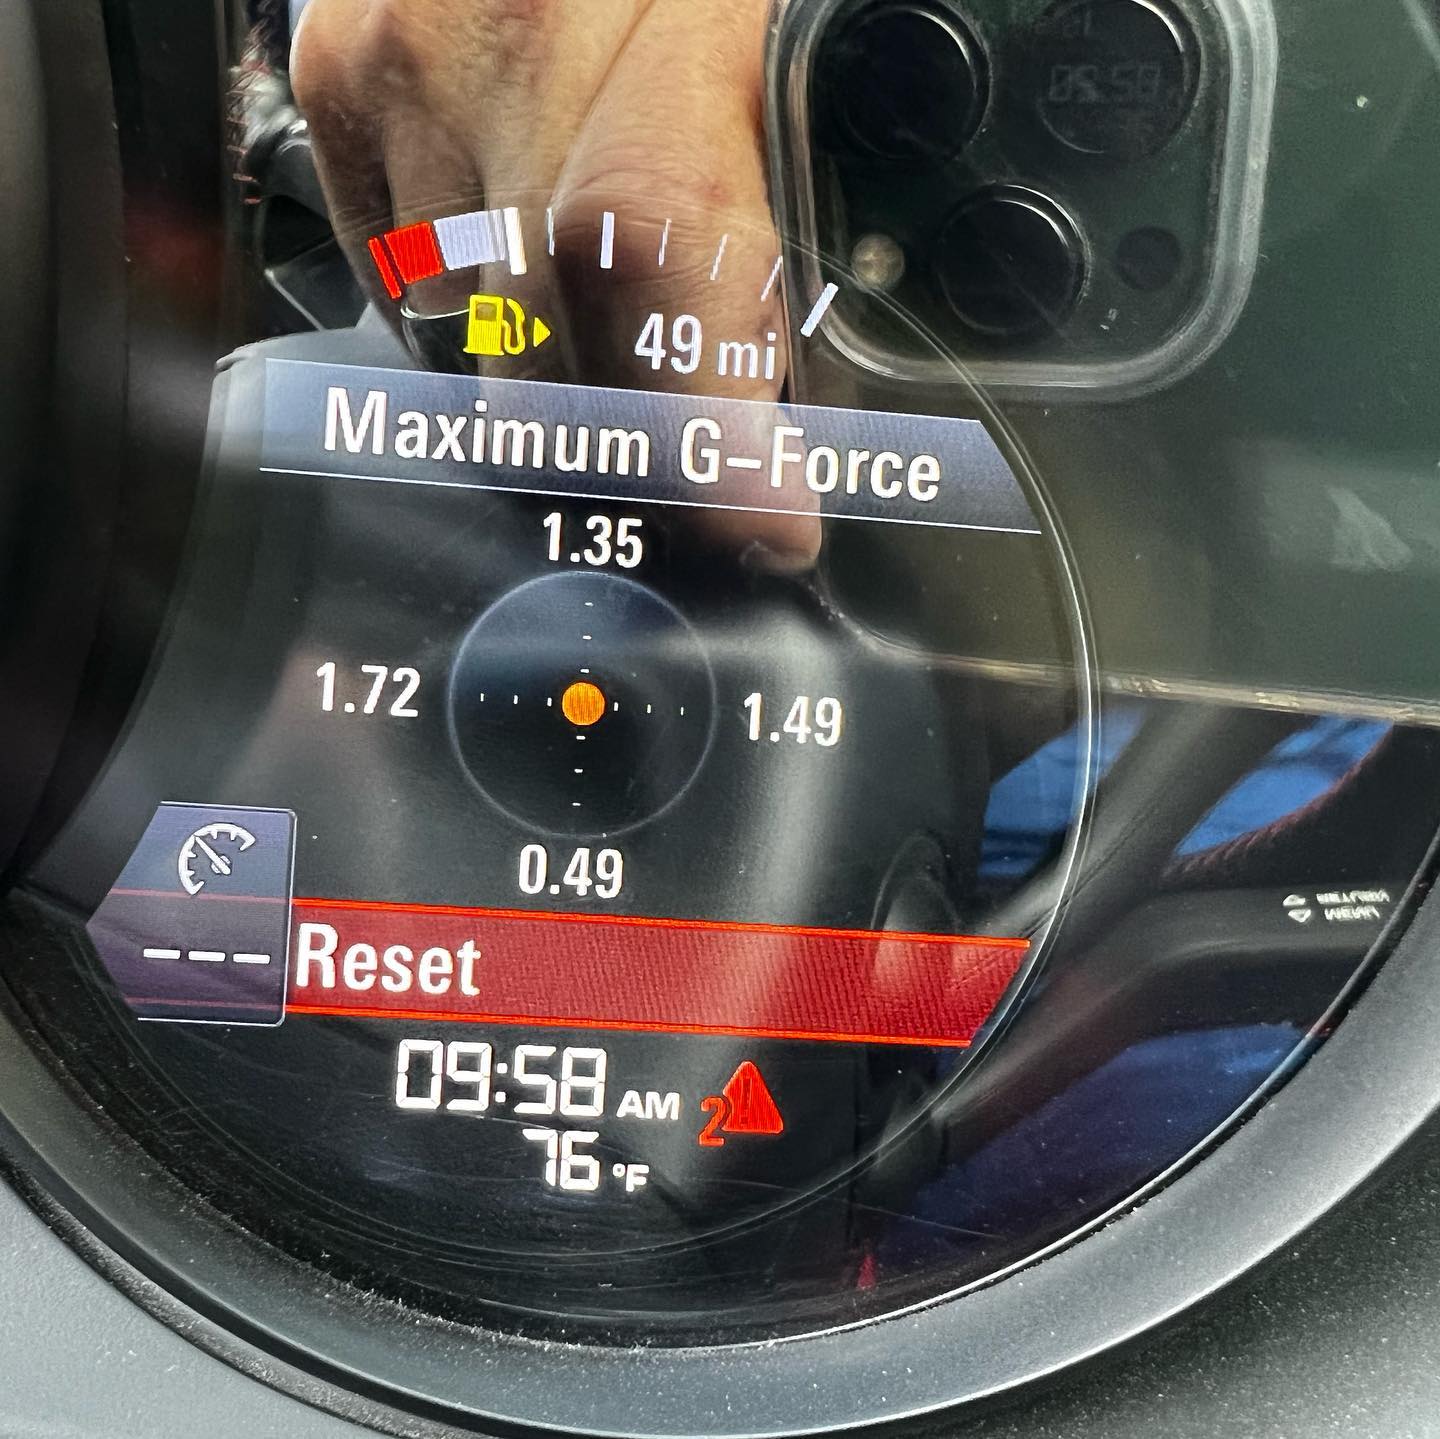 49 mi
Maximum G-Force
1.35
1.72
1.49
0.49
---
Reset
09:58 AM
2
76 °F